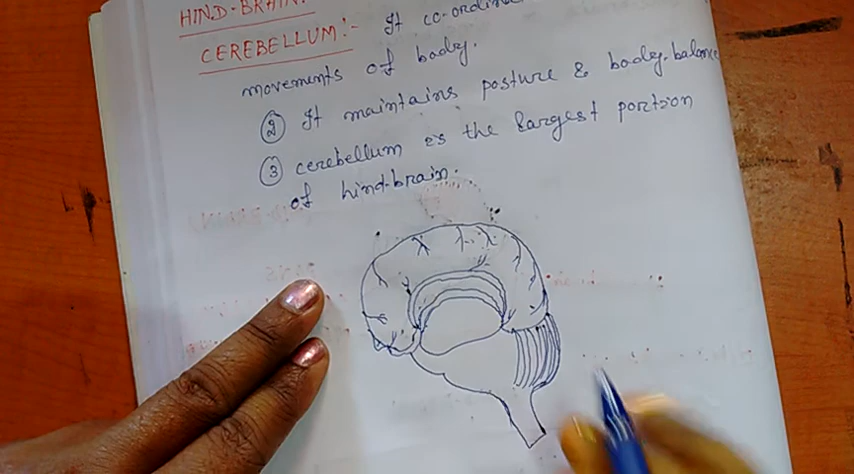 HIND-BRAIN:
CEREBELLUM:- It co-ordin
movements of body.
② It maintains posture & body-balance
③ cerebellum is the largest portion
of hind-brain.